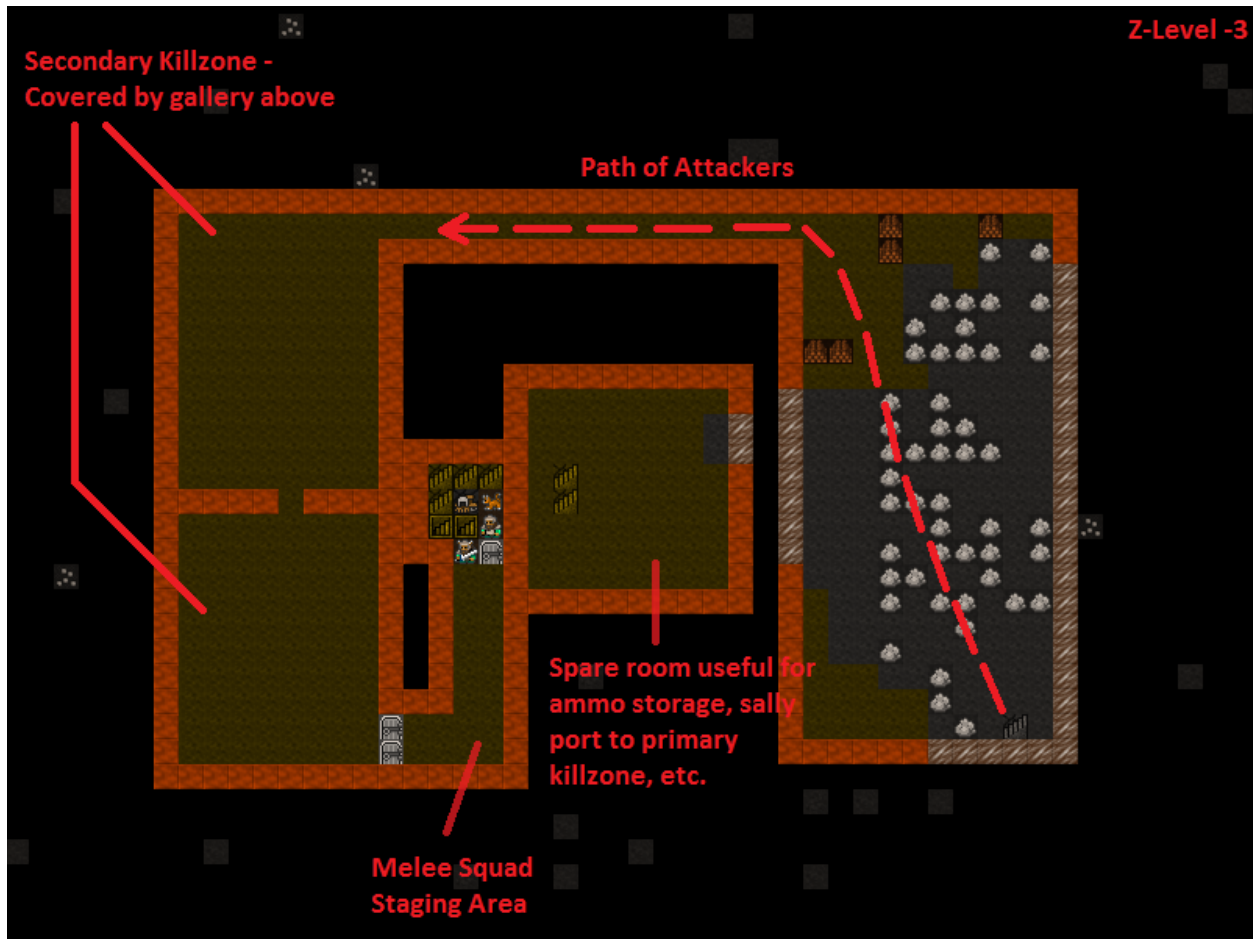 Z-Level -3
Secondary Killzone -
Covered by gallery above
Path of Attackers
Spare room useful for
ammo storage, sally
port to primary
killzone, etc.
Melee Squad
Staging Area